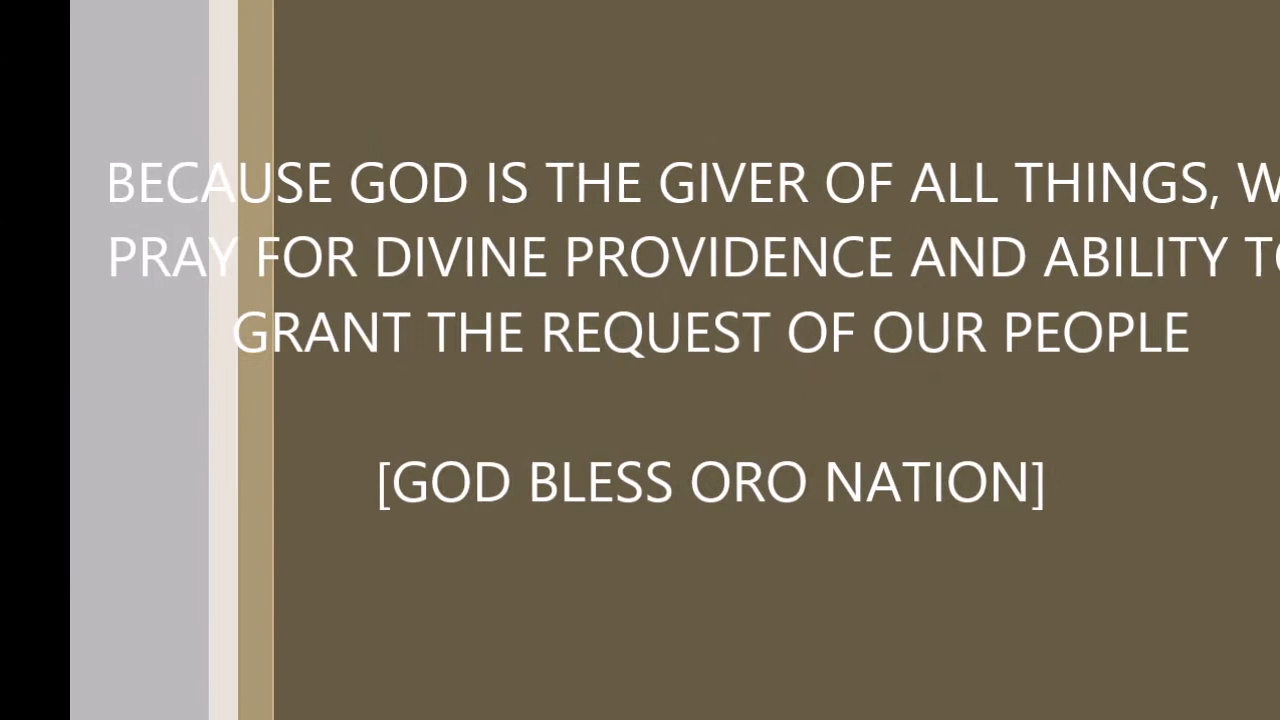 BECAUSE GOD IS THE GIVER OF ALL THINGS, W
PRAY FOR DIVINE PROVIDENCE AND ABILITY TO
GRANT THE REQUEST OF OUR PEOPLE
[GOD BLESS ORO NATION]